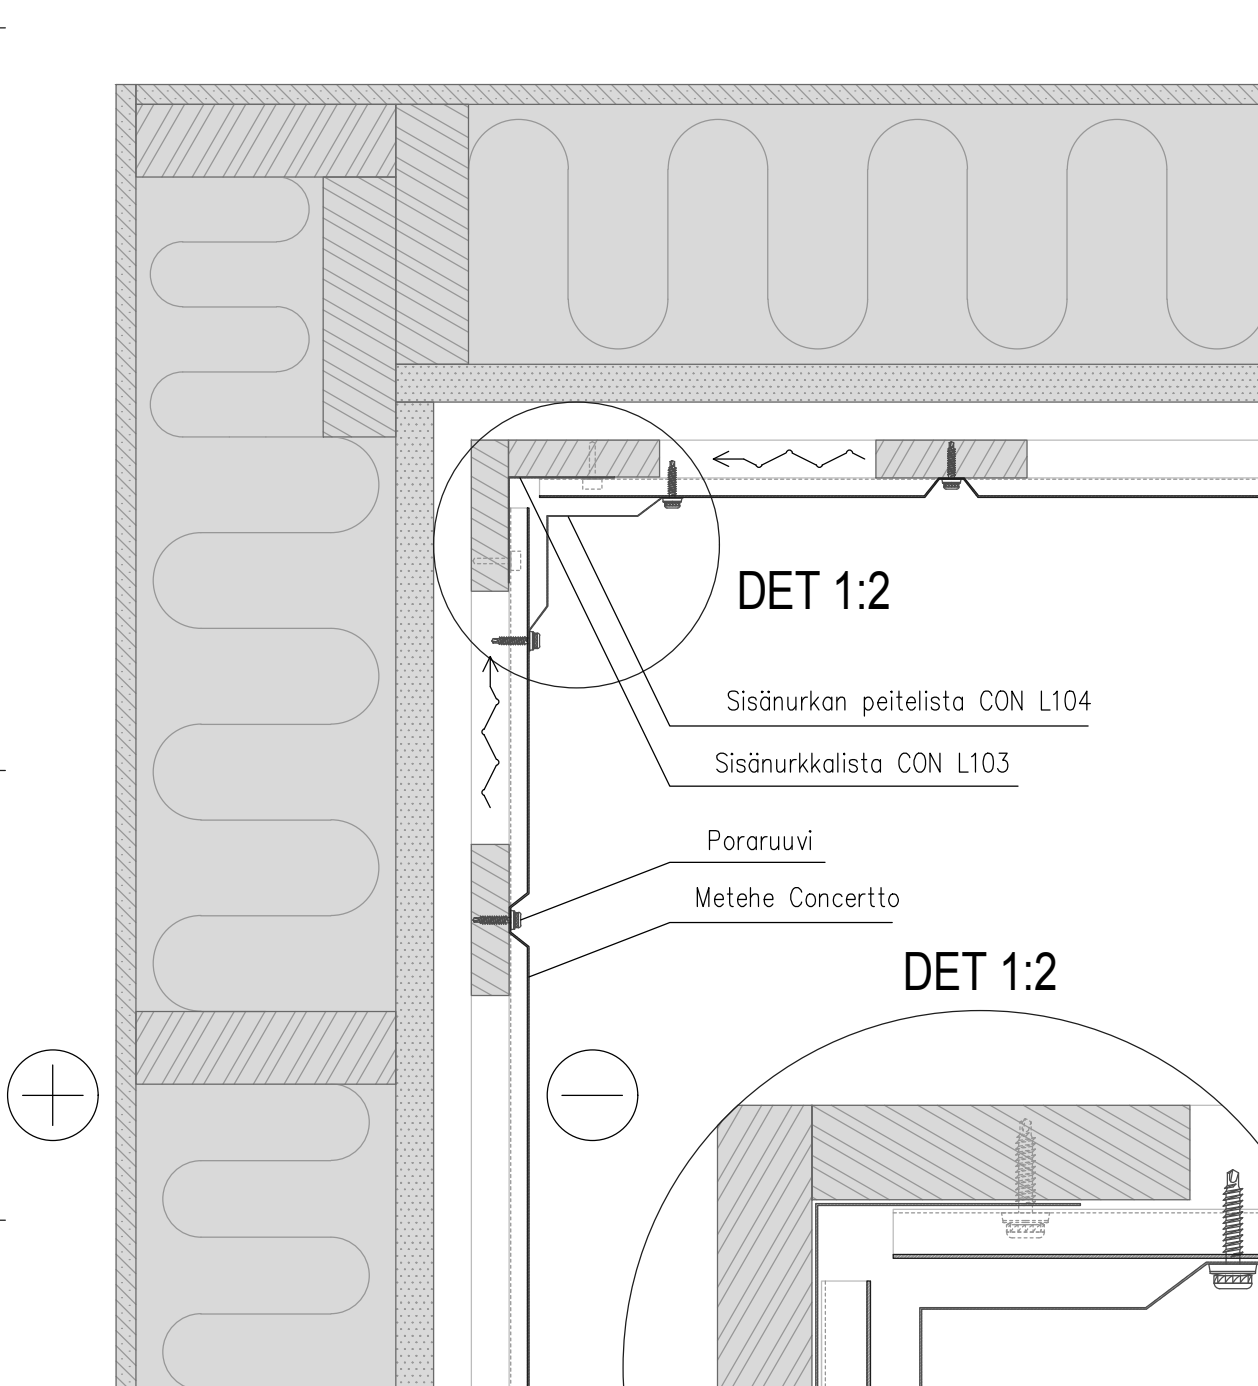 DET 1:2
Sisänurkan peitelista CON L104
Sisänurkkalista CON L103
Poraruuvi
Metehe Concertto
DET 1:2